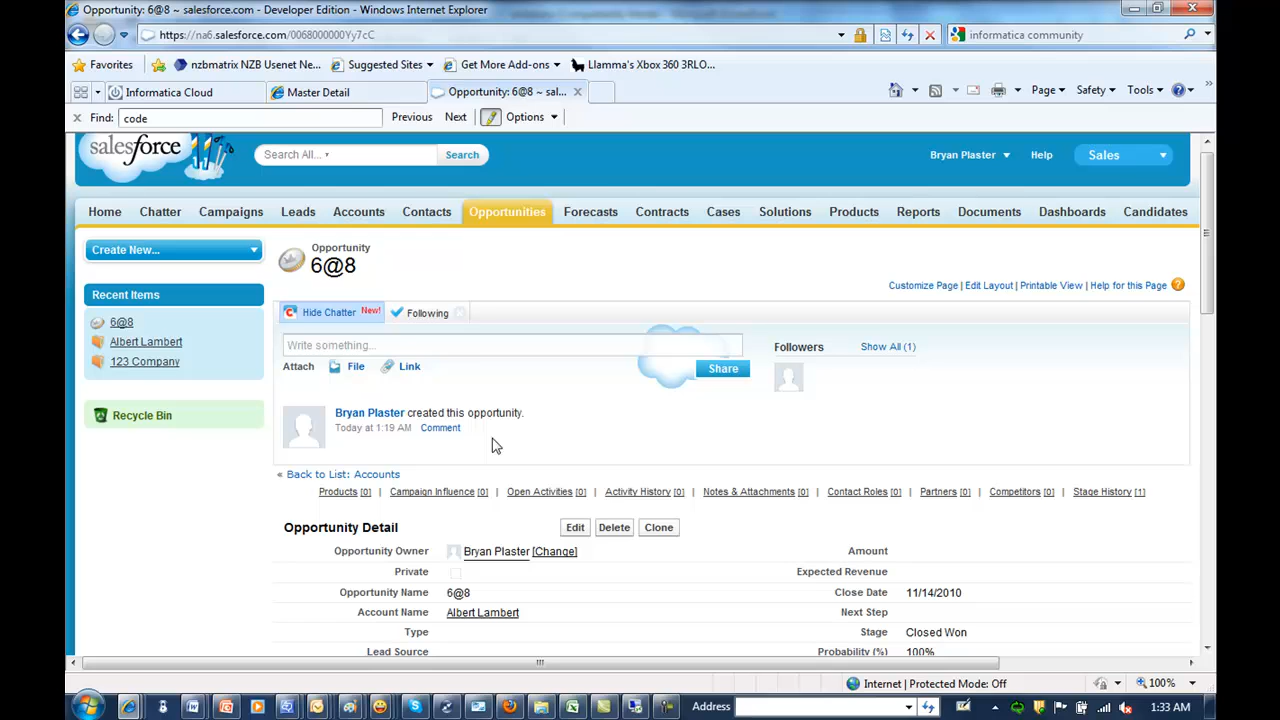 Opportunity: 6@8 ~ salesforce.com - Developer Edition - Windows Internet Explorer
https://na6.salesforce.com/0068000000Yy7cC
informatica community
Favorites nzbmatrix NZB Usenet Ne... Suggested Sites Get More Add-ons Llamma's Xbox 360 3RLO...
Informatica Cloud Master Detail Opportunity: 6@8 ~ sal... Page Safety Tools
Find: code Previous Next Options
salesforce Search All... Search Bryan Plaster Help Sales
Home Chatter Campaigns Leads Accounts Contacts Opportunities Forecasts Contracts Cases Solutions Products Reports Documents Dashboards Candidates
Create New...
Opportunity
6@8
Customize Page | Edit Layout | Printable View | Help for this Page
Recent Items
6@8
Albert Lambert
123 Company
Recycle Bin
Hide Chatter New! Following
Write something...
Followers Show All (1)
Attach File Link Share
Bryan Plaster created this opportunity.
Today at 1:19 AM Comment
« Back to List: Accounts
Products [0] | Campaign Influence [0] | Open Activities [0] | Activity History [0] | Notes & Attachments [0] | Contact Roles [0] | Partners [0] | Competitors [0] | Stage History [1]
Opportunity Detail Edit Delete Clone
Opportunity Owner Bryan Plaster [Change] Amount
Private Expected Revenue
Opportunity Name 6@8 Close Date 11/14/2010
Account Name Albert Lambert Next Step
Type Stage Closed Won
Lead Source Probability (%) 100%
Internet | Protected Mode: Off 100%
Address 1:33 AM